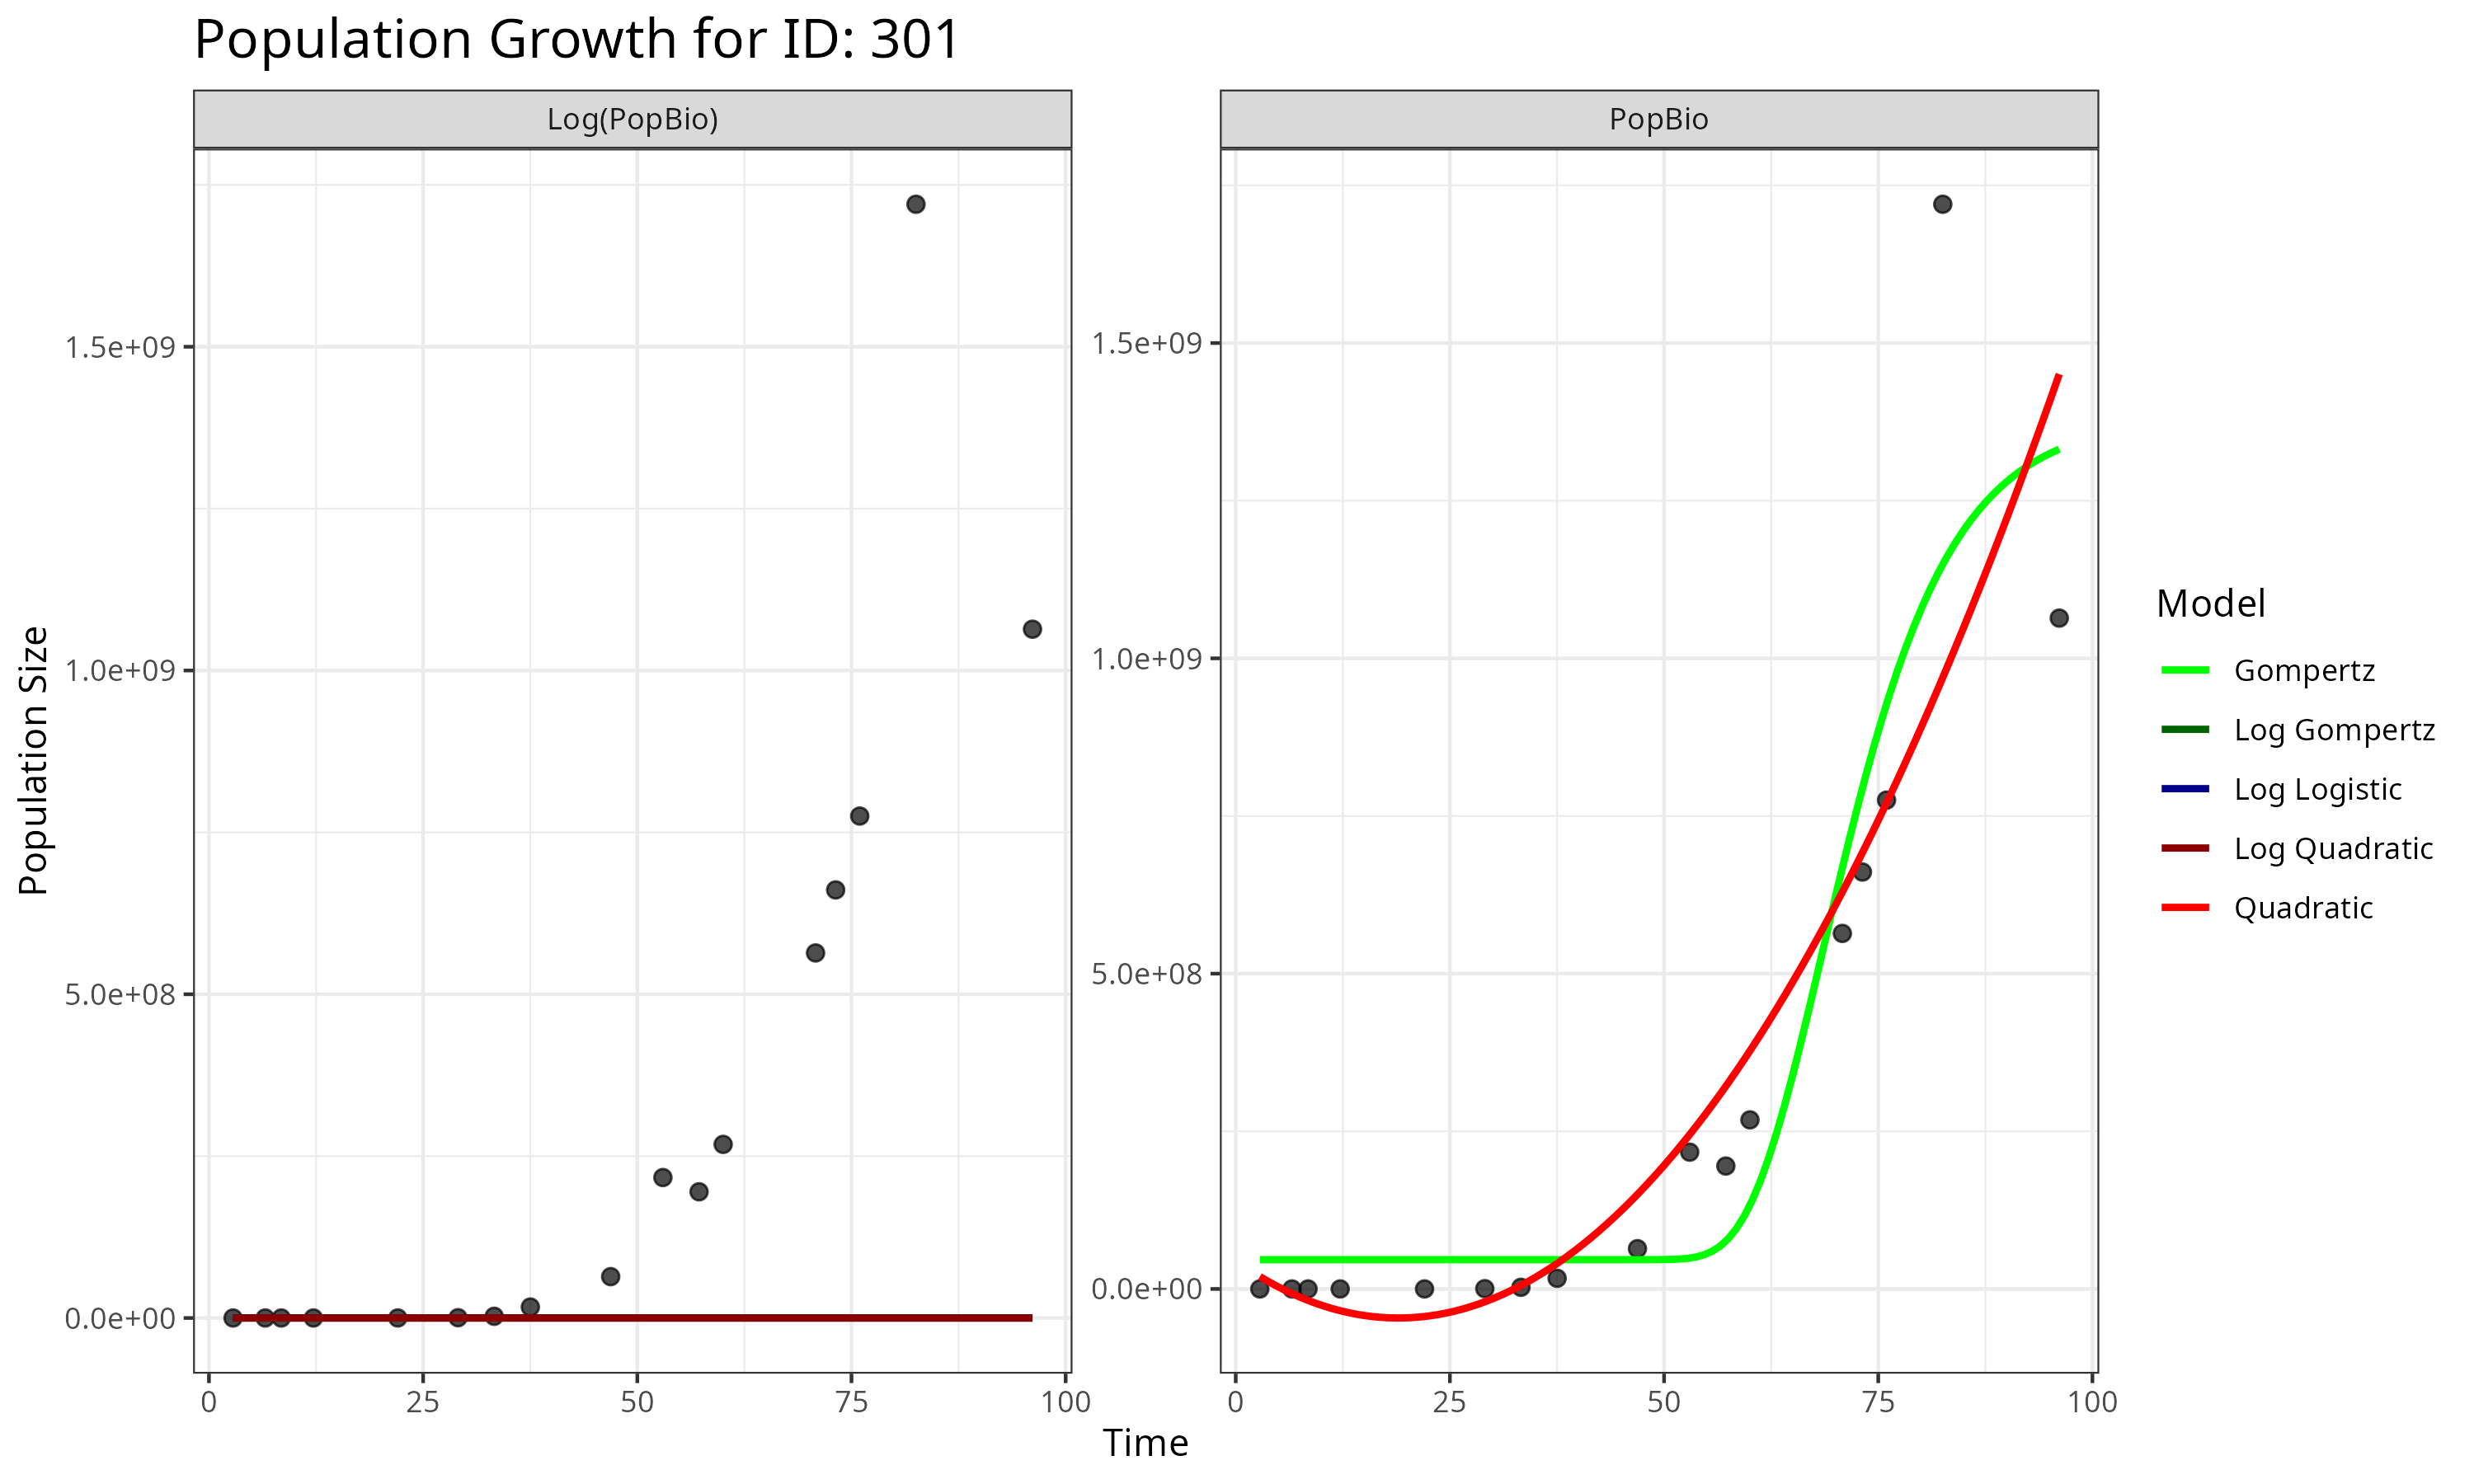 Population Growth for ID: 301
Log(PopBio)
PopBio
Population Size
1.5e+09
1.0e+09
5.0e+08
0.0e+00
1.5e+09
1.0e+09
5.0e+08
0.0e+00
0 25 50 75 100
0 25 50 75 100
Time
Model
Gompertz
Log Gompertz
Log Logistic
Log Quadratic
Quadratic